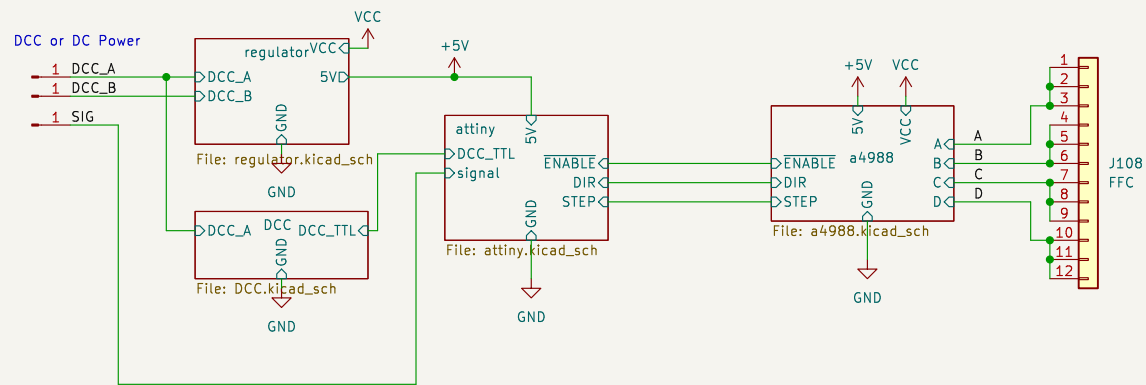 DCC or DC Power
1 DCC_A
1 DCC_B
1 SIG
regulator
VCC
VCC
DCC_A
DCC_B
5V
GND
File: regulator.kicad_sch
GND
+5V
DCC
DCC_A
DCC_TTL
GND
File: DCC.kicad_sch
GND
attiny
5V
DCC_TTL
signal
ENABLE
DIR
STEP
GND
File: attiny.kicad_sch
GND
+5V
VCC
5V
VCC
a4988
ENABLE
DIR
STEP
GND
A
B
C
D
File: a4988.kicad_sch
GND
A
B
C
D
1
2
3
4
5
6
7
8
9
10
11
12
J108
FFC